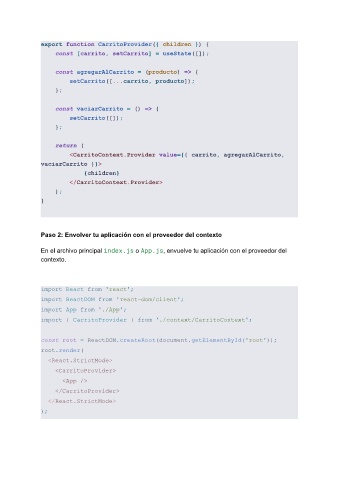 export function CarritoProvider({ children }) {
    const [carrito, setCarrito] = useState([]);

    const agregarAlCarrito = (producto) => {
        setCarrito([...carrito, producto]);
    };

    const vaciarCarrito = () => {
        setCarrito([]);
    };

    return (
        <CarritoContext.Provider value={{ carrito, agregarAlCarrito,
vaciarCarrito }}>
            {children}
        </CarritoContext.Provider>
    );
}

Paso 2: Envolver tu aplicación con el proveedor del contexto
En el archivo principal index.js o App.js, envuelve tu aplicación con el proveedor del
contexto.

import React from 'react';
import ReactDOM from 'react-dom/client';
import App from './App';
import { CarritoProvider } from './context/CarritoContext';

const root = ReactDOM.createRoot(document.getElementById('root'));
root.render(
  <React.StrictMode>
    <CarritoProvider>
      <App />
    </CarritoProvider>
  </React.StrictMode>
);